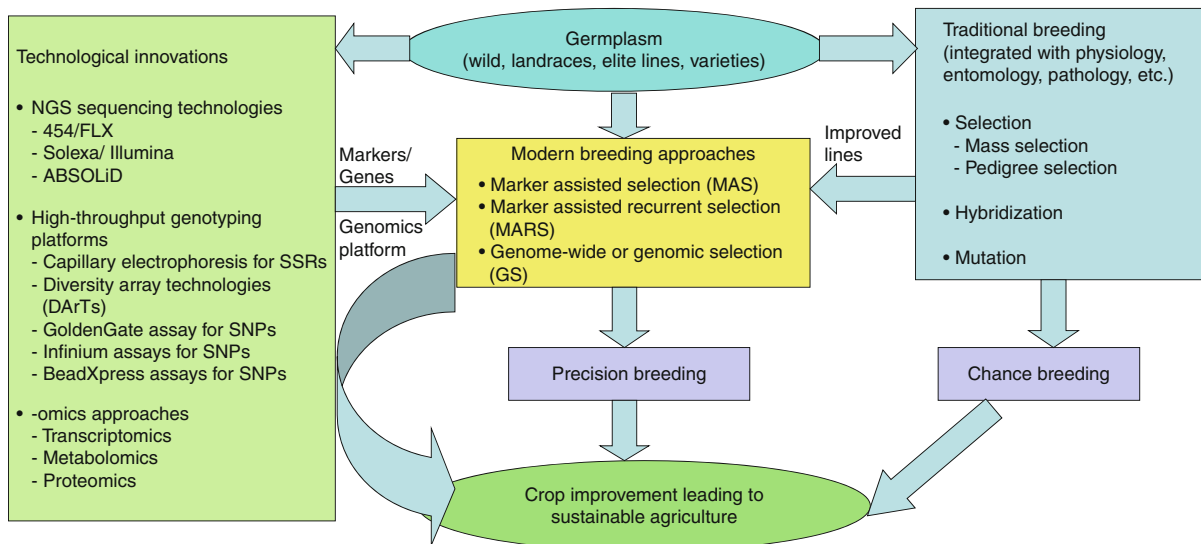 Germplasm
(wild, landraces, elite lines, varieties)
Technological innovations
• NGS sequencing technologies
- 454/FLX
- Solexa/ Illumina
- ABSOLiD
• High-throughput genotyping
platforms
- Capillary electrophoresis for SSRs
- Diversity array technologies
(DArTs)
- GoldenGate assay for SNPs
- Infinium assays for SNPs
- BeadXpress assays for SNPs
• -omics approaches
- Transcriptomics
- Metabolomics
- Proteomics
Markers/
Genes
Genomics
platform
Modern breeding approaches
• Marker assisted selection (MAS)
• Marker assisted recurrent selection
(MARS)
• Genome-wide or genomic selection
(GS)
Improved
lines
Traditional breeding
(integrated with physiology,
entomology, pathology, etc.)
• Selection
- Mass selection
- Pedigree selection
• Hybridization
• Mutation
Precision breeding
Chance breeding
Crop improvement leading to
sustainable agriculture